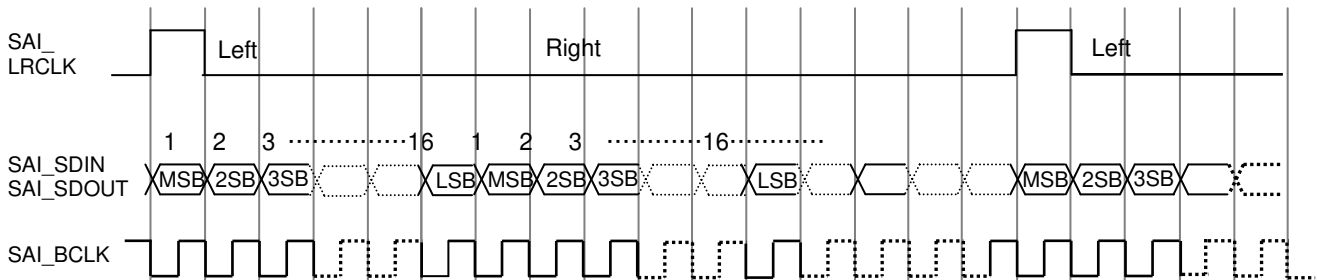 SAI_
LRCLK
Left
Right
Left
1 2 3 ············ 16 1 2 3 ············ 16 ············
SAI_SDIN
SAI_SDOUT
MSB 2SB 3SB LSB MSB 2SB 3SB LSB MSB 2SB 3SB
SAI_BCLK